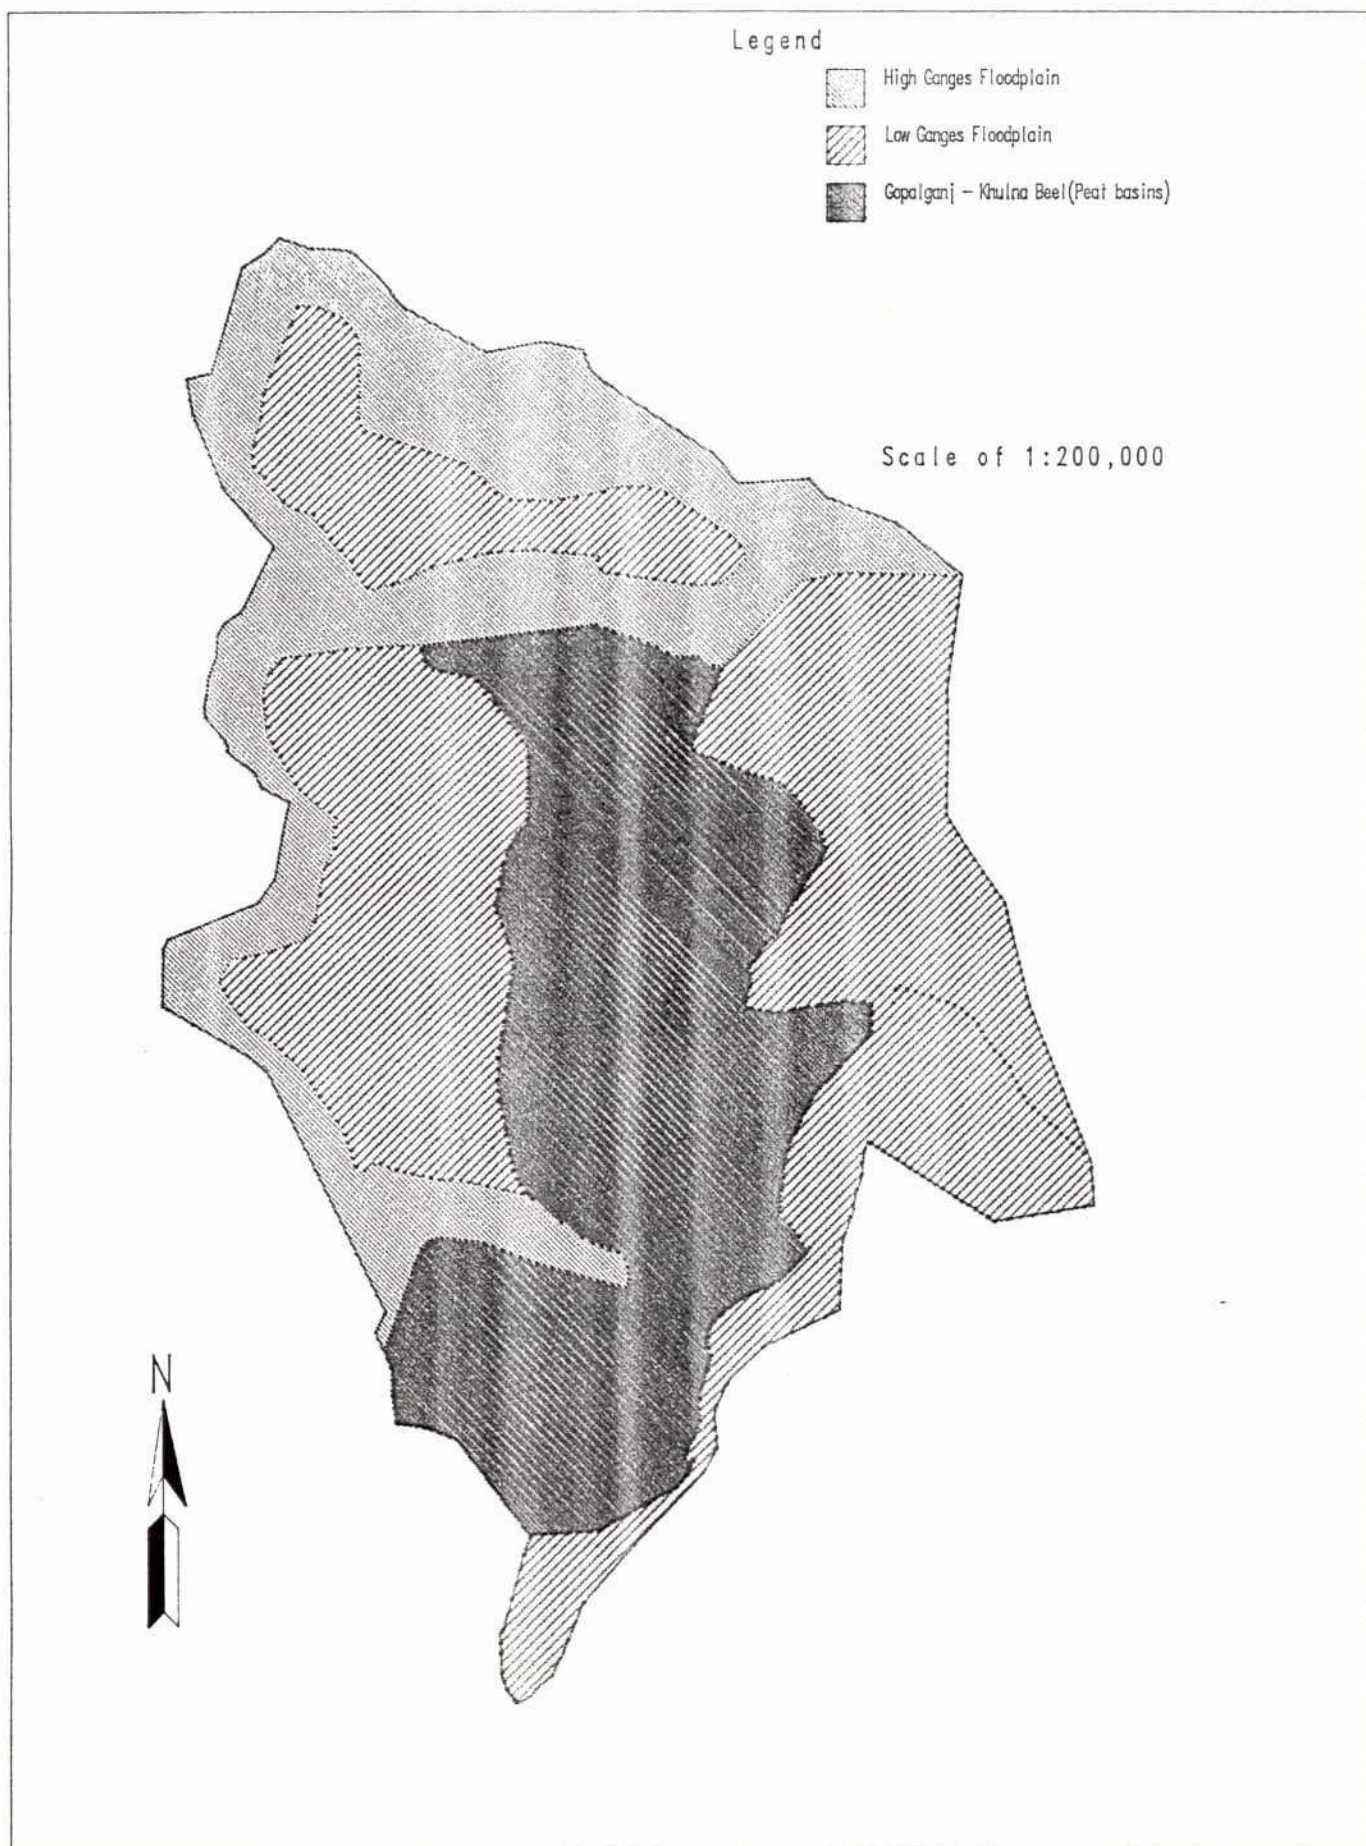 Legend
High Ganges Floodplain
Low Ganges Floodplain
Gopalganj - Khulna Beel(Peat basins)
Scale of 1:200,000
N